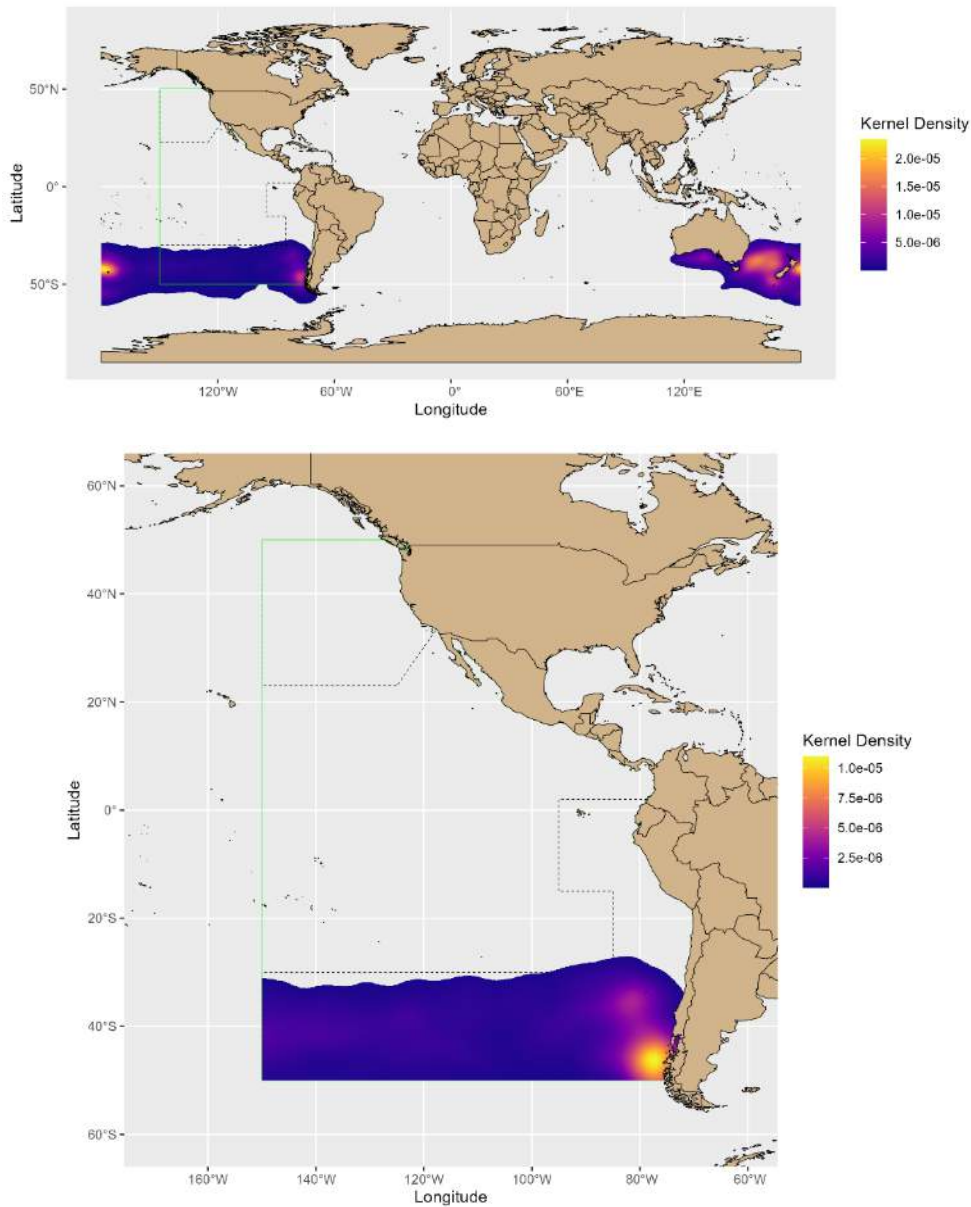 50°N
0°
50°S
Latitude
120°W
60°W
0°
60°E
120°E
Longitude
Kernel Density
2.0e-05
1.5e-05
1.0e-05
5.0e-06
60°N
40°N
20°N
0°
20°S
40°S
60°S
Latitude
160°W
140°W
120°W
100°W
80°W
60°W
Longitude
Kernel Density
1.0e-05
7.5e-06
5.0e-06
2.5e-06